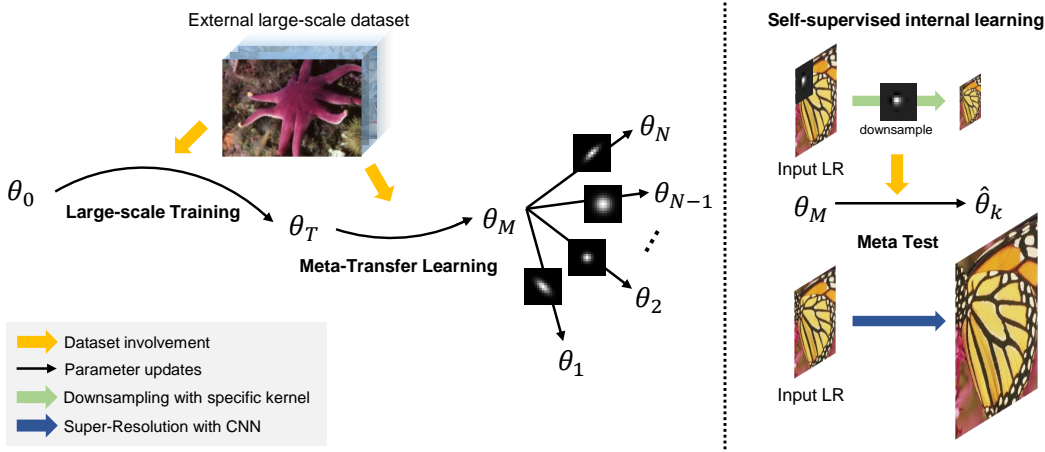 External large-scale dataset
θ_0
Large-scale Training
θ_T
Meta-Transfer Learning
θ_M
θ_N
θ_{N−1}
θ_2
θ_1
Dataset involvement
Parameter updates
Downsampling with specific kernel
Super-Resolution with CNN
Self-supervised internal learning
downsample
Input LR
θ_M
θ̂_k
Meta Test
Input LR